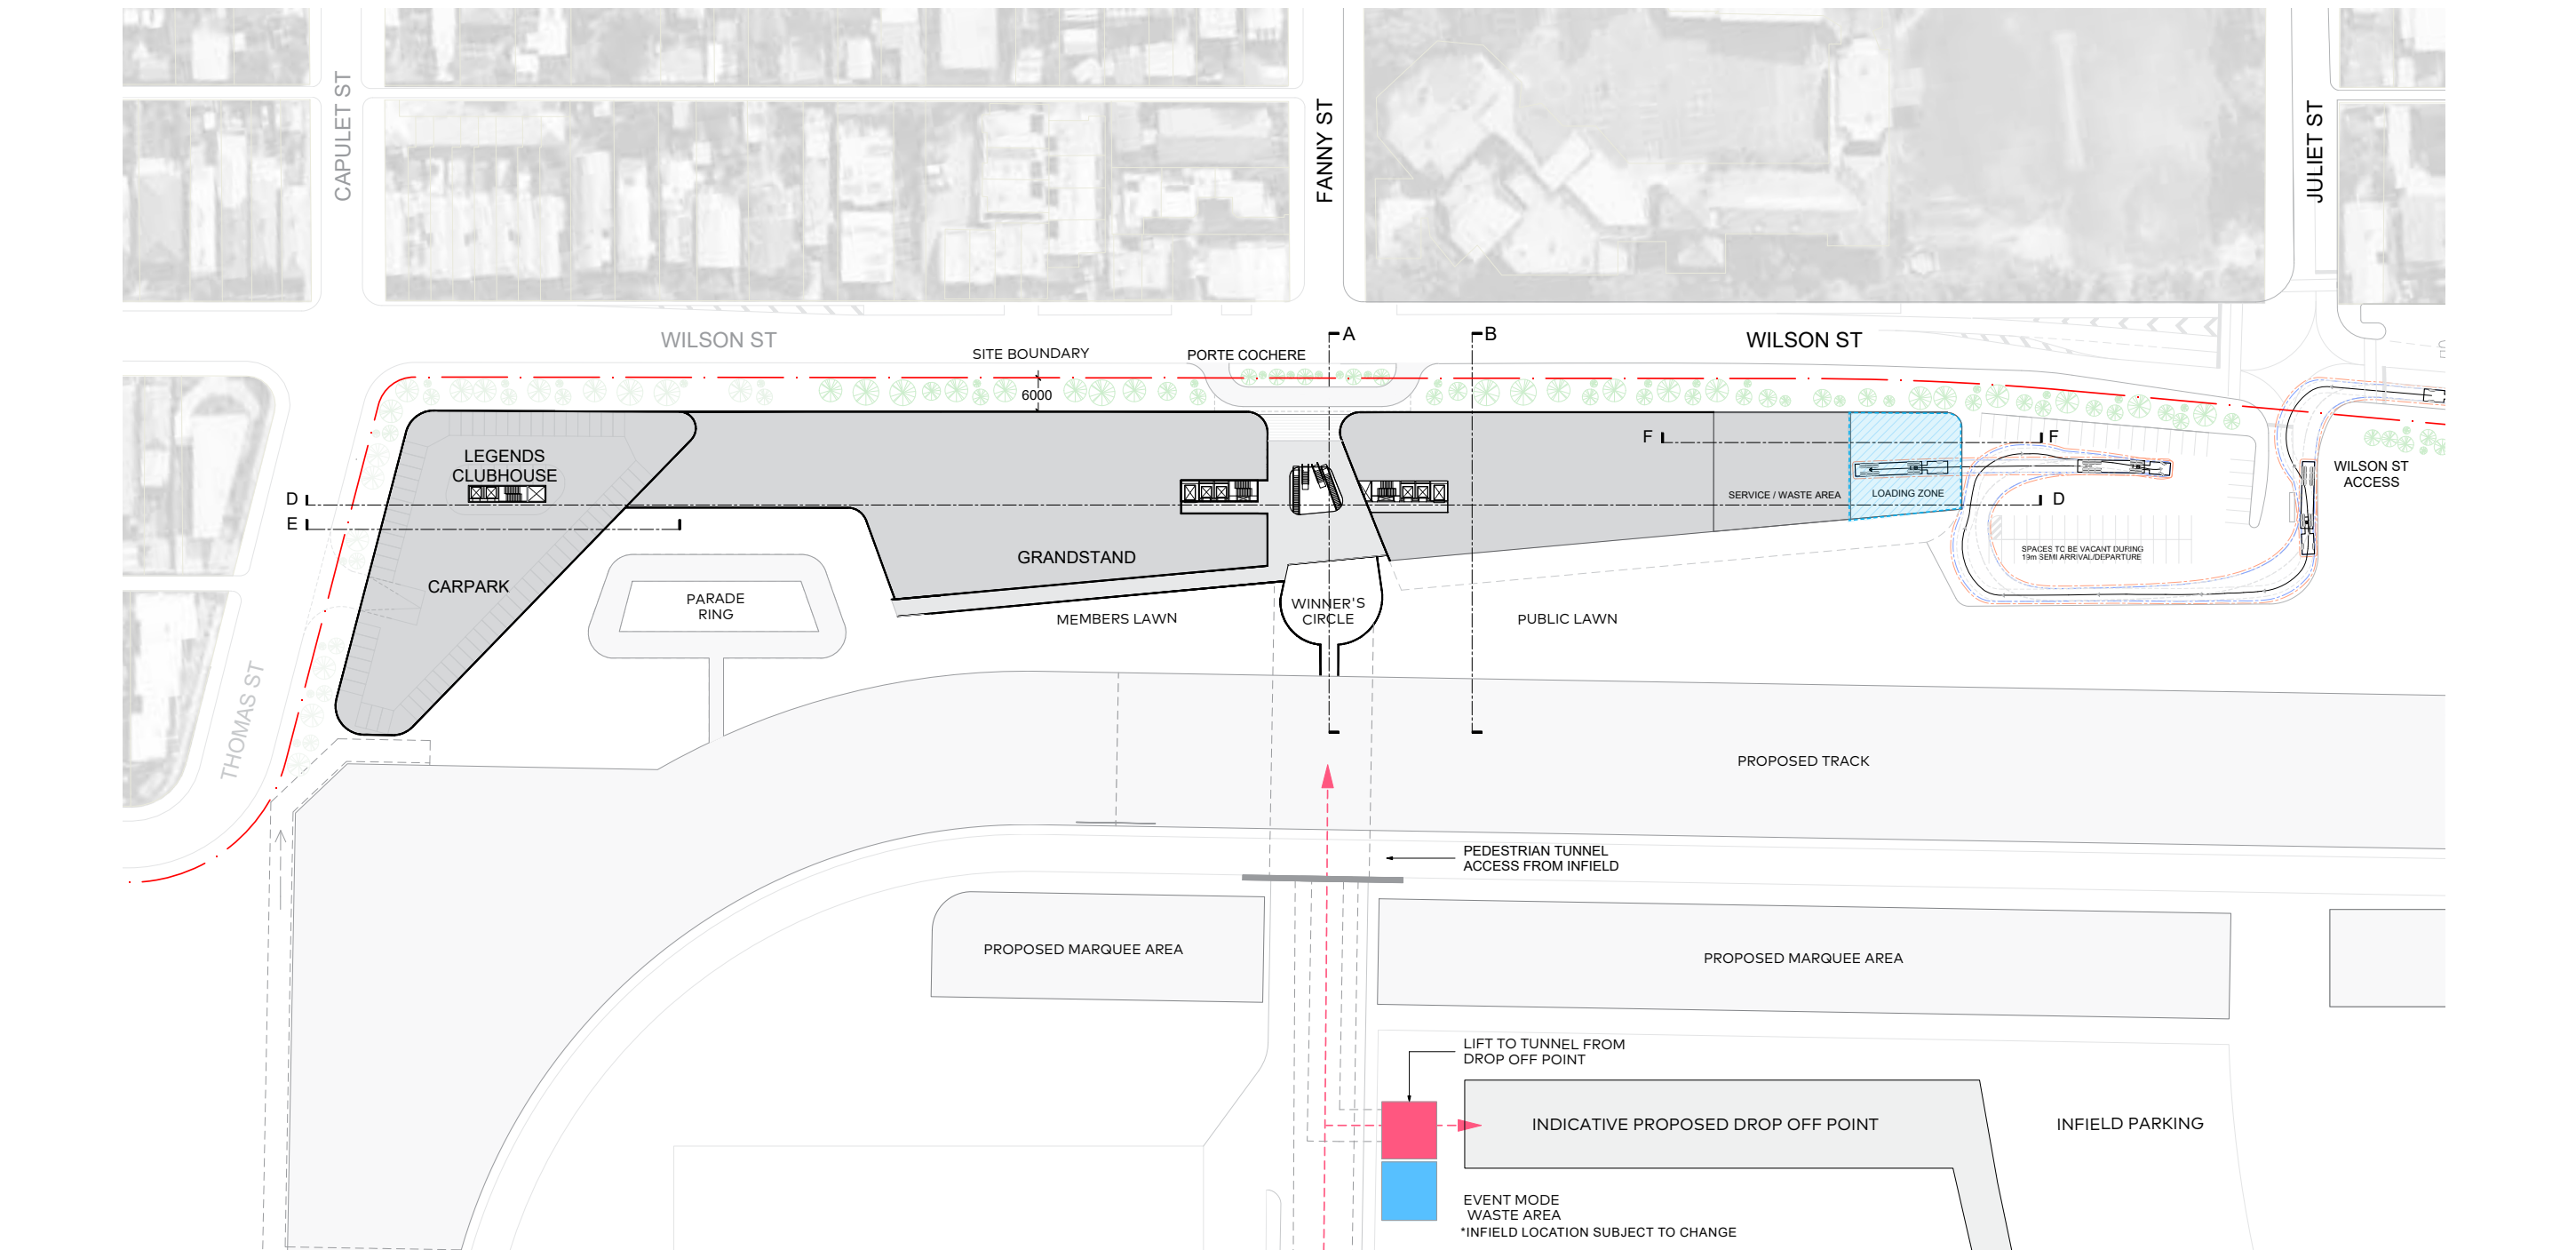 CAPULET ST
FANNY ST
JULIET ST
WILSON ST
WILSON ST
A
B
SITE BOUNDARY
PORTE COCHERE
6000
F
F
LEGENDS
CLUBHOUSE
WILSON ST
ACCESS
D
SERVICE / WASTE AREA
LOADING ZONE
D
E
SPACES TO BE VACANT DURING
19m SEMI ARRIVAL/DEPARTURE
GRANDSTAND
CARPARK
PARADE
RING
WINNER'S
CIRCLE
MEMBERS LAWN
PUBLIC LAWN
THOMAS ST
PROPOSED TRACK
PEDESTRIAN TUNNEL
ACCESS FROM INFIELD
PROPOSED MARQUEE AREA
PROPOSED MARQUEE AREA
LIFT TO TUNNEL FROM
DROP OFF POINT
INDICATIVE PROPOSED DROP OFF POINT
INFIELD PARKING
EVENT MODE
WASTE AREA
*INFIELD LOCATION SUBJECT TO CHANGE